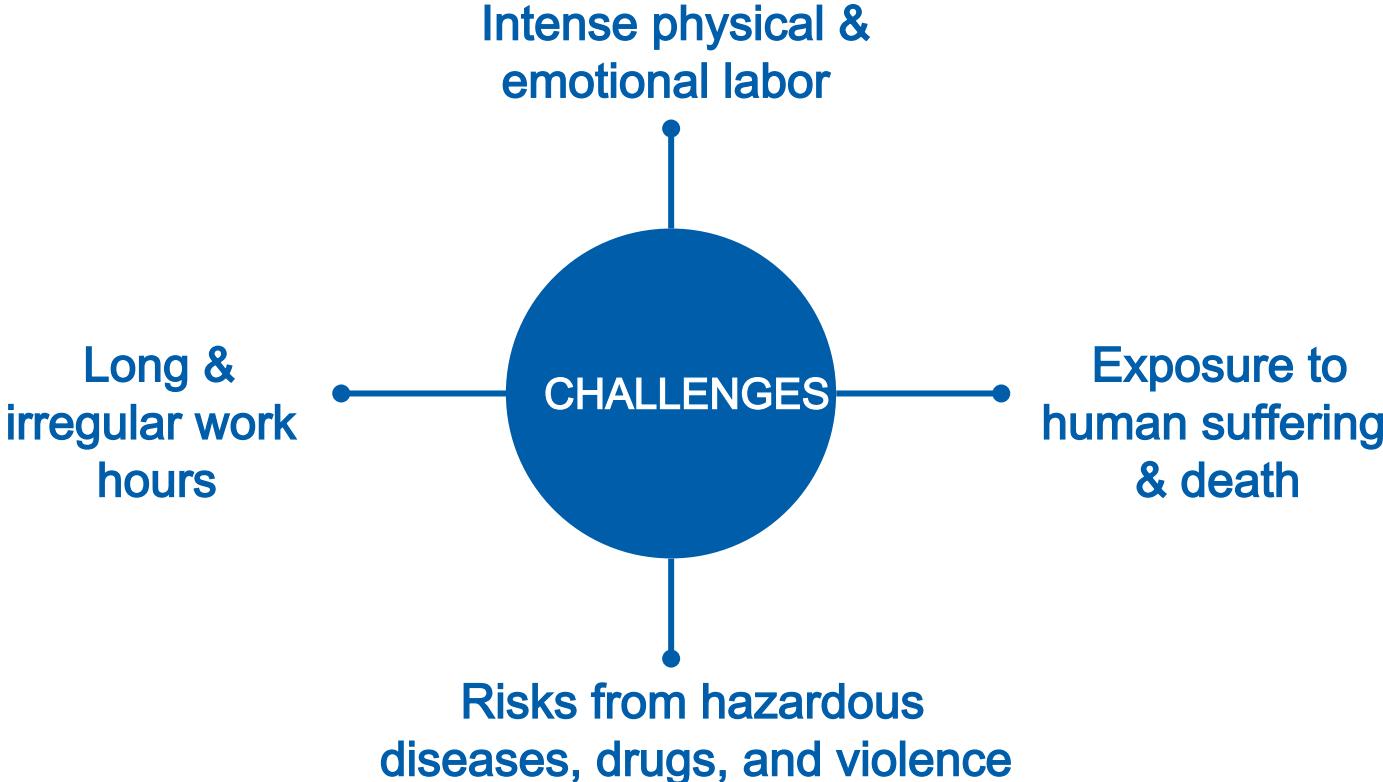 Intense physical &
emotional labor
Long &
irregular work
hours
CHALLENGES
Exposure to
human suffering
& death
Risks from hazardous
diseases, drugs, and violence